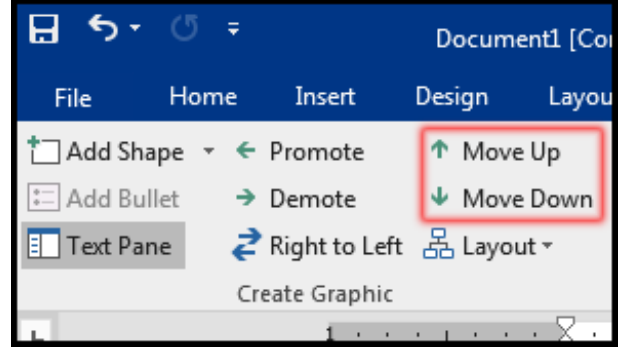 Document1 [Co
File Home Insert Design Layou
Add Shape Promote Move Up
Add Bullet Demote Move Down
Text Pane Right to Left Layout
Create Graphic
L 1